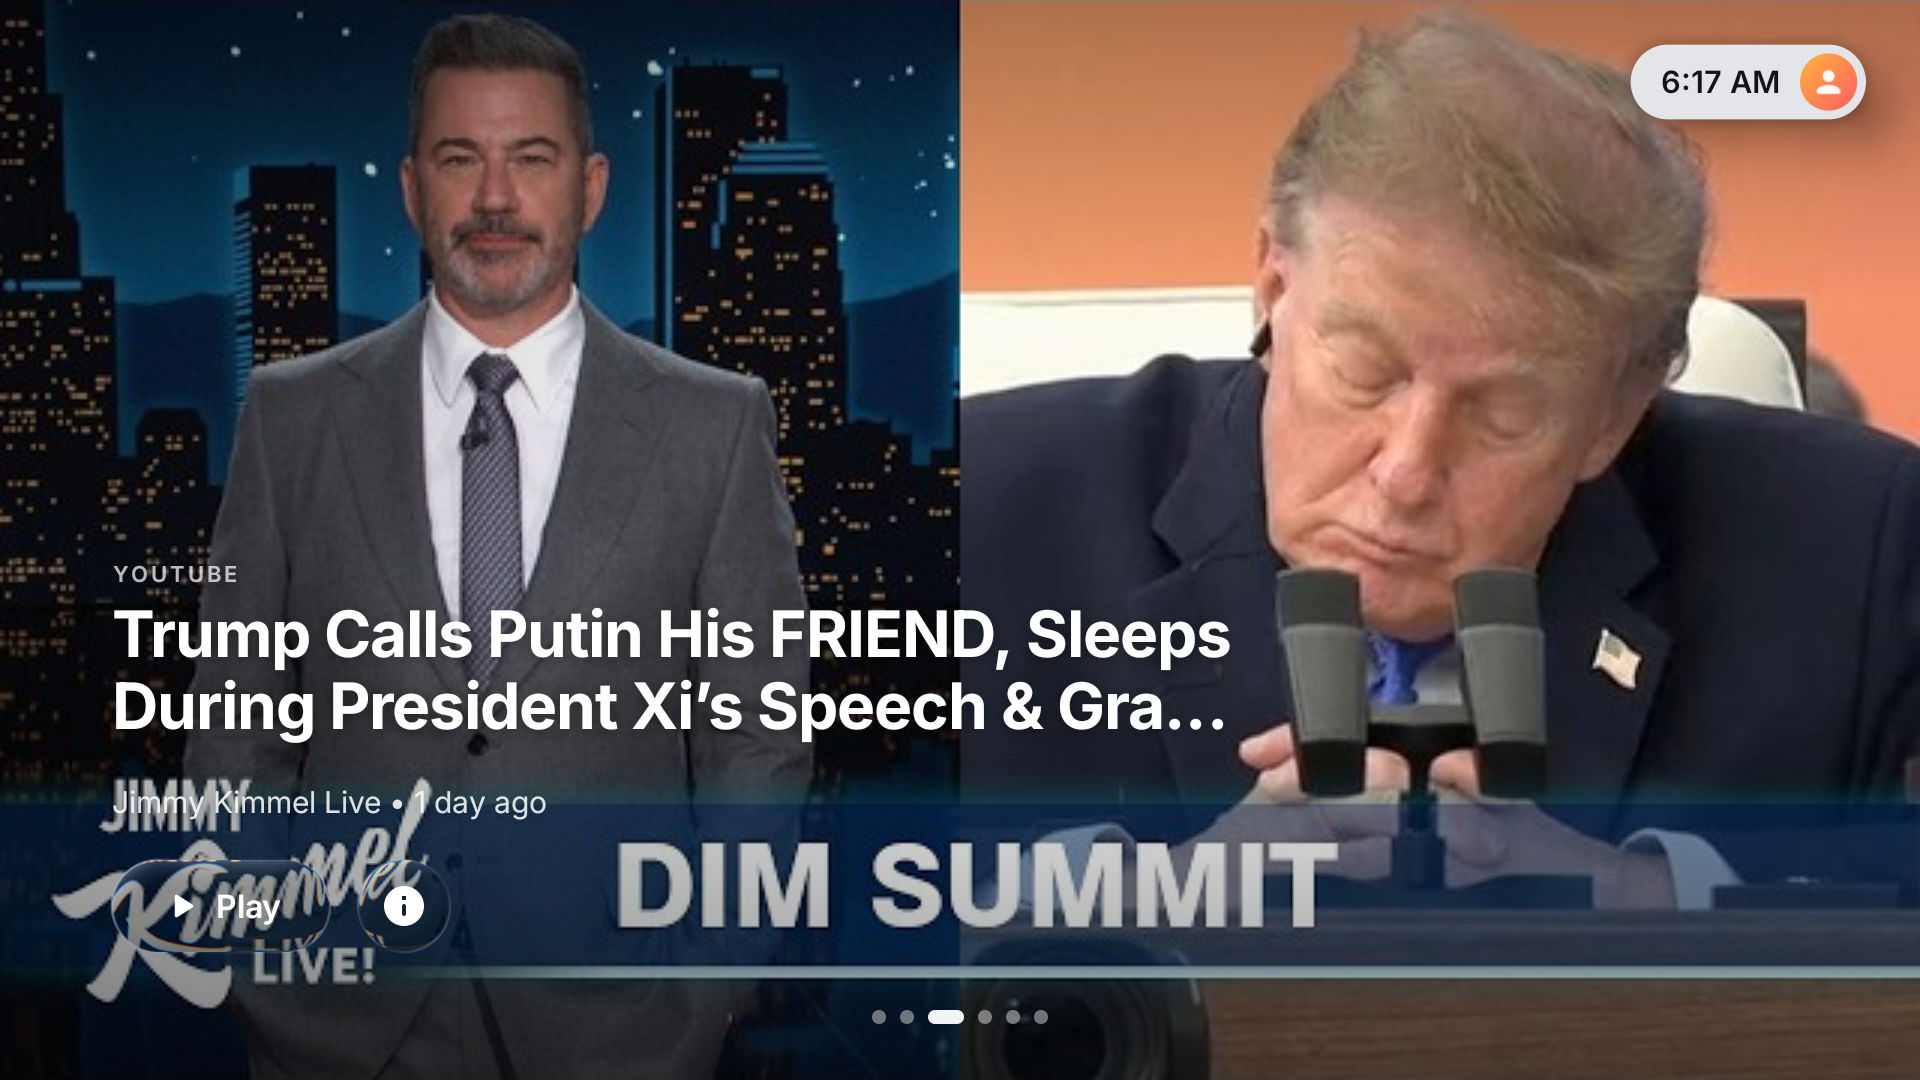 6:17 AM
YOUTUBE
Trump Calls Putin His FRIEND, Sleeps
During President Xi’s Speech & Gra…
Jimmy Kimmel Live • 1 day ago
JIMMY
Kimmel
LIVE!
Play
DIM SUMMIT